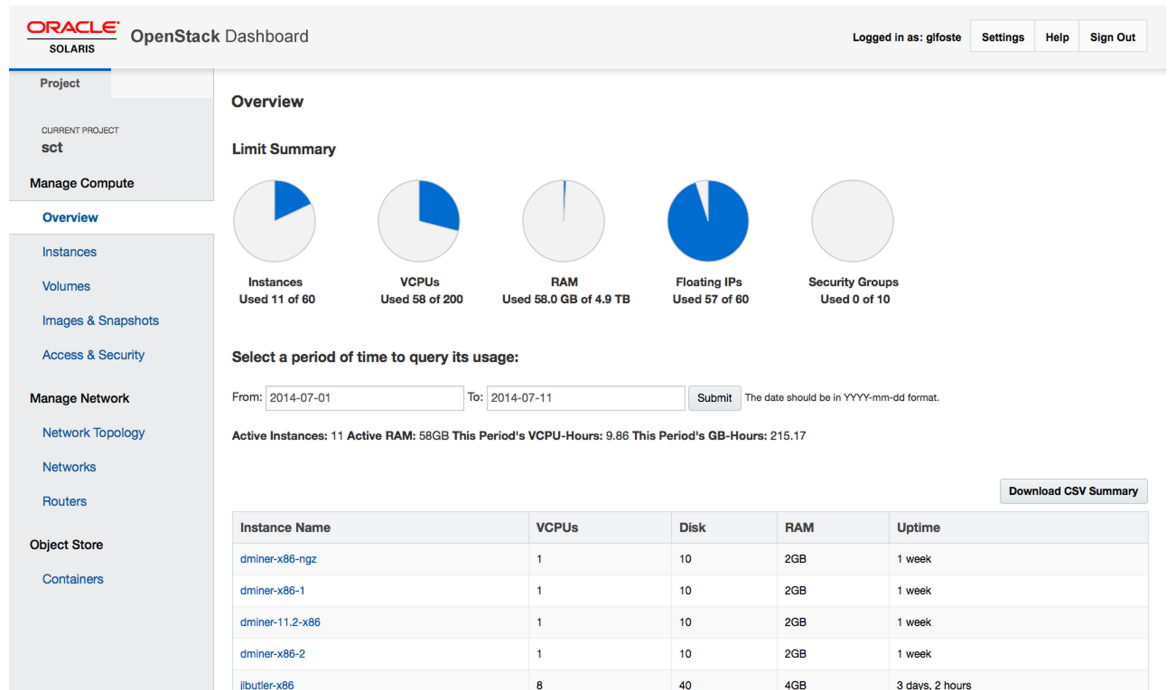 ORACLE
SOLARIS
OpenStack Dashboard
Logged in as: glfoste Settings Help Sign Out
Project
CURRENT PROJECT
sct
Manage Compute
Overview
Instances
Volumes
Images & Snapshots
Access & Security
Manage Network
Network Topology
Networks
Routers
Object Store
Containers
Overview
Limit Summary
Instances
Used 11 of 60
VCPUs
Used 58 of 200
RAM
Used 58.0 GB of 4.9 TB
Floating IPs
Used 57 of 60
Security Groups
Used 0 of 10
Select a period of time to query its usage:
From: 2014-07-01 To: 2014-07-11 Submit The date should be in YYYY-mm-dd format.
Active Instances: 11 Active RAM: 58GB This Period's VCPU-Hours: 9.86 This Period's GB-Hours: 215.17
Download CSV Summary
Instance Name VCPUs Disk RAM Uptime
dminer-x86-ngz 1 10 2GB 1 week
dminer-x86-1 1 10 2GB 1 week
dminer-11.2-x86 1 10 2GB 1 week
dminer-x86-2 1 10 2GB 1 week
jlbutler-x86 8 40 4GB 3 days, 2 hours